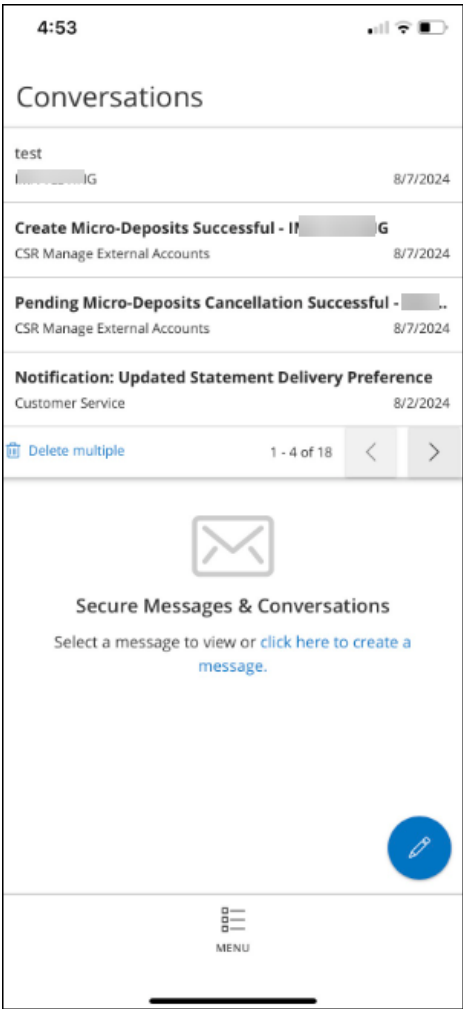 4:53
Conversations
test
G
8/7/2024
Create Micro-Deposits Successful - G
CSR Manage External Accounts
8/7/2024
Pending Micro-Deposits Cancellation Successful - ..
CSR Manage External Accounts
8/7/2024
Notification: Updated Statement Delivery Preference
Customer Service
8/2/2024
Delete multiple
1 - 4 of 18
Secure Messages & Conversations
Select a message to view or click here to create a
message.
MENU